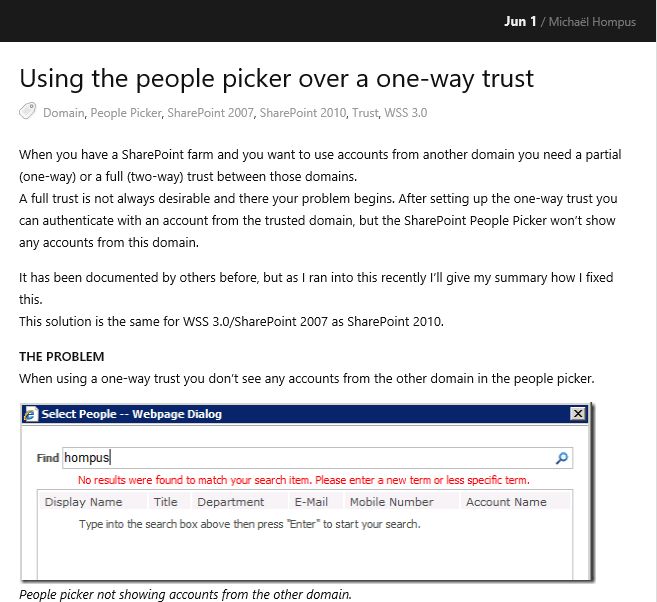 Jun 1 / Michaël Hompus
Using the people picker over a one-way trust
Domain, People Picker, SharePoint 2007, SharePoint 2010, Trust, WSS 3.0
When you have a SharePoint farm and you want to use accounts from another domain you need a partial
(one-way) or a full (two-way) trust between those domains.
A full trust is not always desirable and there your problem begins. After setting up the one-way trust you
can authenticate with an account from the trusted domain, but the SharePoint People Picker won't show
any accounts from this domain.
It has been documented by others before, but as I ran into this recently I'll give my summary how I fixed
this.
This solution is the same for WSS 3.0/SharePoint 2007 as SharePoint 2010.
THE PROBLEM
When using a one-way trust you don't see any accounts from the other domain in the people picker.
Select People -- Webpage Dialog
Find hompus
No results were found to match your search item. Please enter a new term or less specific term.
Display Name Title Department E-Mail Mobile Number Account Name
Type into the search box above then press "Enter" to start your search.
People picker not showing accounts from the other domain.